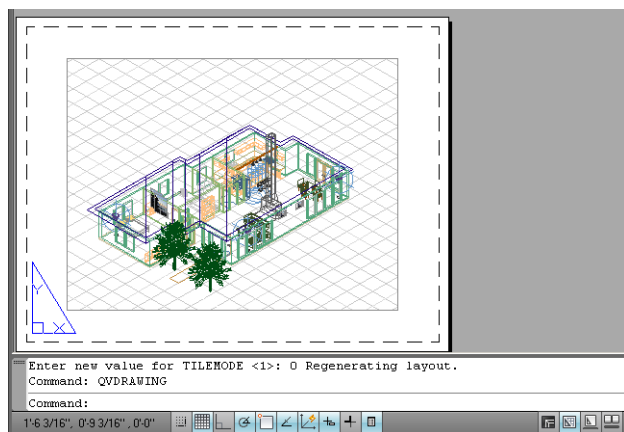 Y
X
Enter new value for TILEMODE <1>: 0 Regenerating layout.
Command: QVDRAWING
Command:
1'-6 3/16", 0'-9 3/16" , 0'-0"